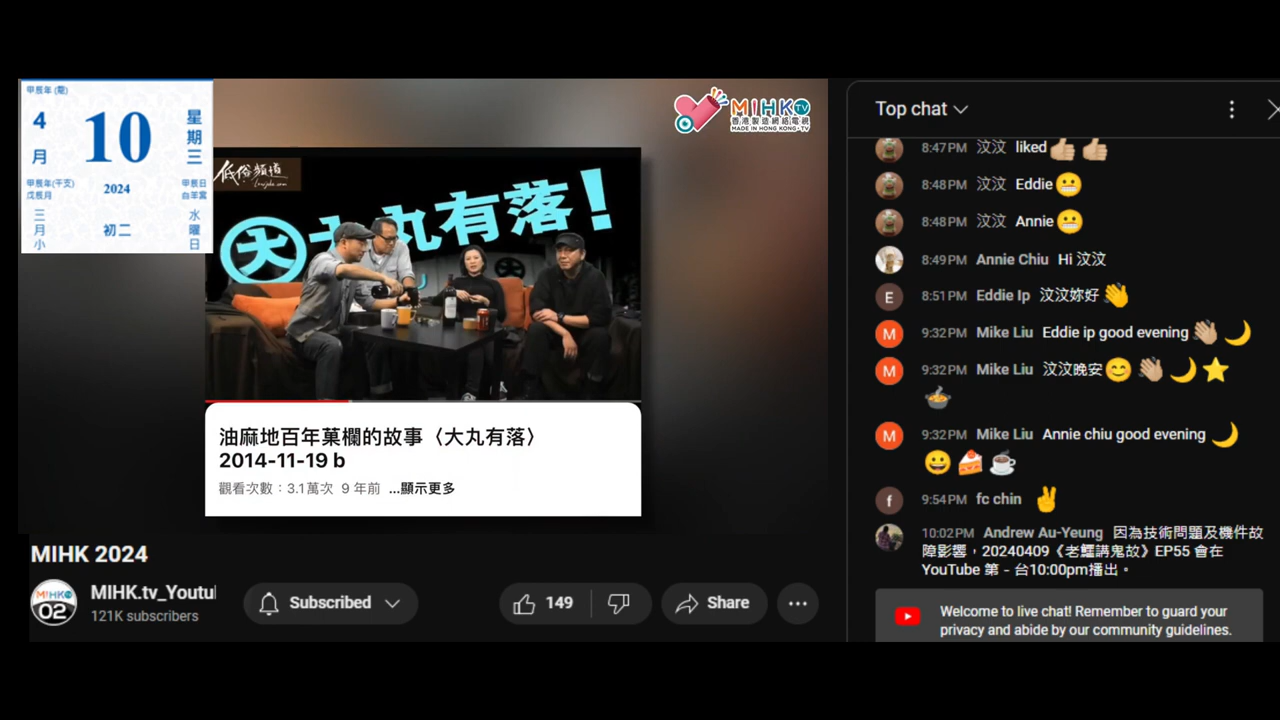 甲辰年 (龍)
4
月
10
星期三
甲辰年(干支)
戊辰月
2024
甲辰日
白羊宮
三月小
初二
水曜日
MIHK TV
香港製造網絡電視
MADE IN HONG KONG・TV
低俗頻道
大
大丸有落！
油麻地百年菓欄的故事〈大丸有落〉
2014-11-19 b
觀看次數：3.1萬次 9 年前 ...顯示更多
MIHK 2024
MIHK TV
02
MIHK.tv_Youtu
121K subscribers
Subscribed
149
Share
Top chat
8:47 PM 汶汶 liked👍🏼👍🏼
8:48 PM 汶汶 Eddie😬
8:48 PM 汶汶 Annie😬
8:49 PM Annie Chiu Hi 汶汶
E
8:51 PM Eddie Ip 汶汶妳好👋
M
9:32 PM Mike Liu Eddie ip good evening👋🏼🌙
M
9:32 PM Mike Liu 汶汶晚安😊👋🏼🌙⭐
🍲
M
9:32 PM Mike Liu Annie chiu good evening🌙
😀🍰☕
f
9:54 PM fc chin ✌️
10:02 PM Andrew Au-Yeung 因為技術問題及機件故
障影響，20240409《老鱷講鬼故》EP55 會在
YouTube 第 - 台10:00pm播出。
Welcome to live chat! Remember to guard your
privacy and abide by our community guidelines.